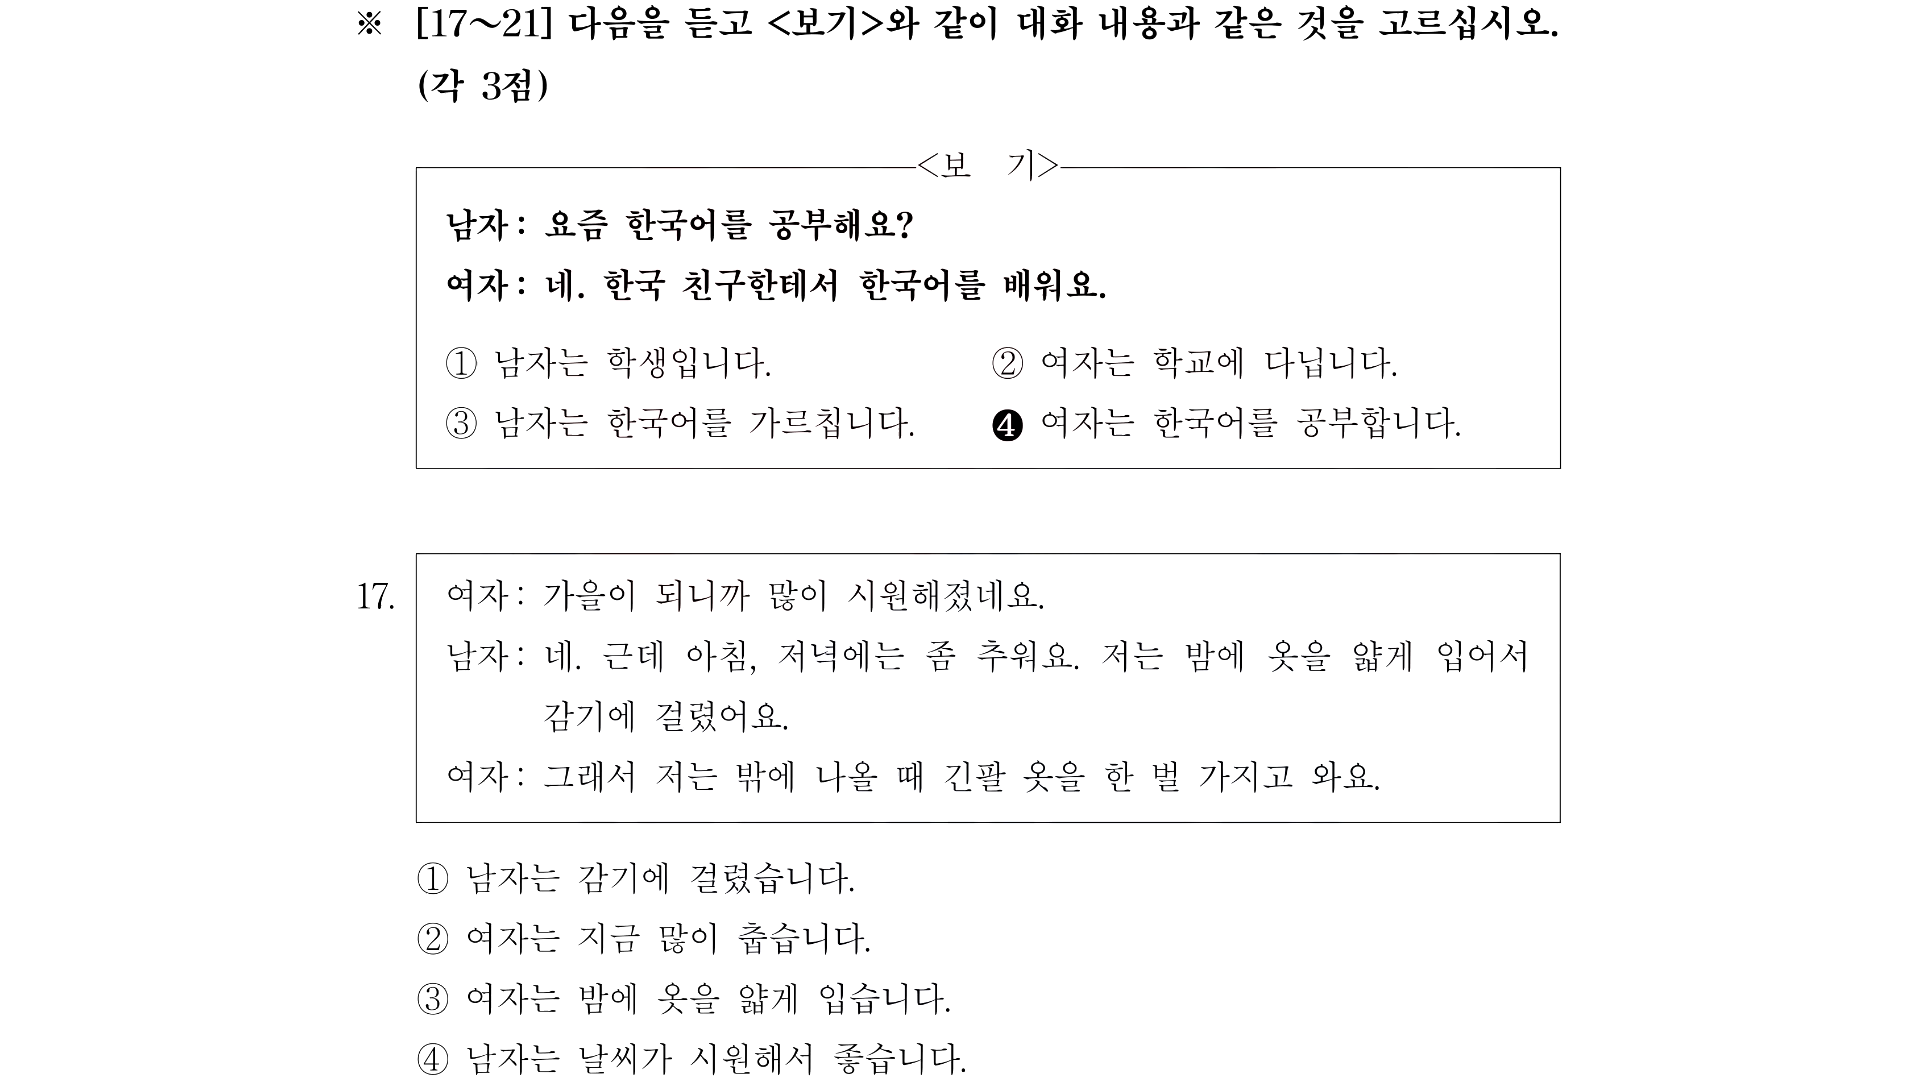 ※ [17～21] 다음을 듣고 <보기>와 같이 대화 내용과 같은 것을 고르십시오.
(각 3점)
<보 기>
남자: 요즘 한국어를 공부해요?
여자: 네. 한국 친구한테서 한국어를 배워요.
① 남자는 학생입니다. ② 여자는 학교에 다닙니다.
③ 남자는 한국어를 가르칩니다. ❹ 여자는 한국어를 공부합니다.
17. 여자: 가을이 되니까 많이 시원해졌네요.
남자: 네. 근데 아침, 저녁에는 좀 추워요. 저는 밤에 옷을 얇게 입어서
감기에 걸렸어요.
여자: 그래서 저는 밖에 나올 때 긴팔 옷을 한 벌 가지고 와요.
① 남자는 감기에 걸렸습니다.
② 여자는 지금 많이 춥습니다.
③ 여자는 밤에 옷을 얇게 입습니다.
④ 남자는 날씨가 시원해서 좋습니다.